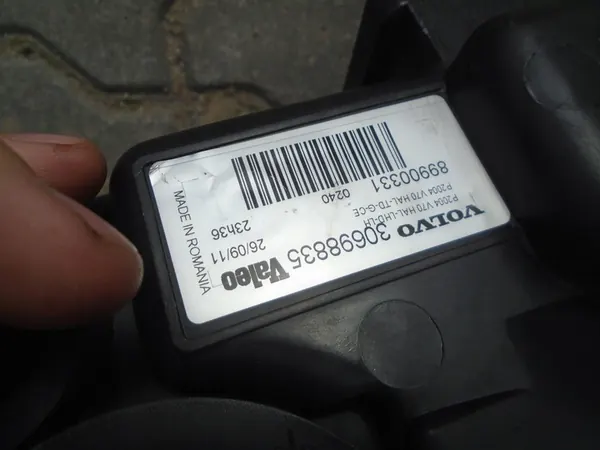 P2004 V70 HAL-LHD-LH
P2004 V70 HAL-TD-G-CE
VOLVO 30698835 Valeo
89900331
0240
26/09/11
23h36
MADE IN ROMANIA